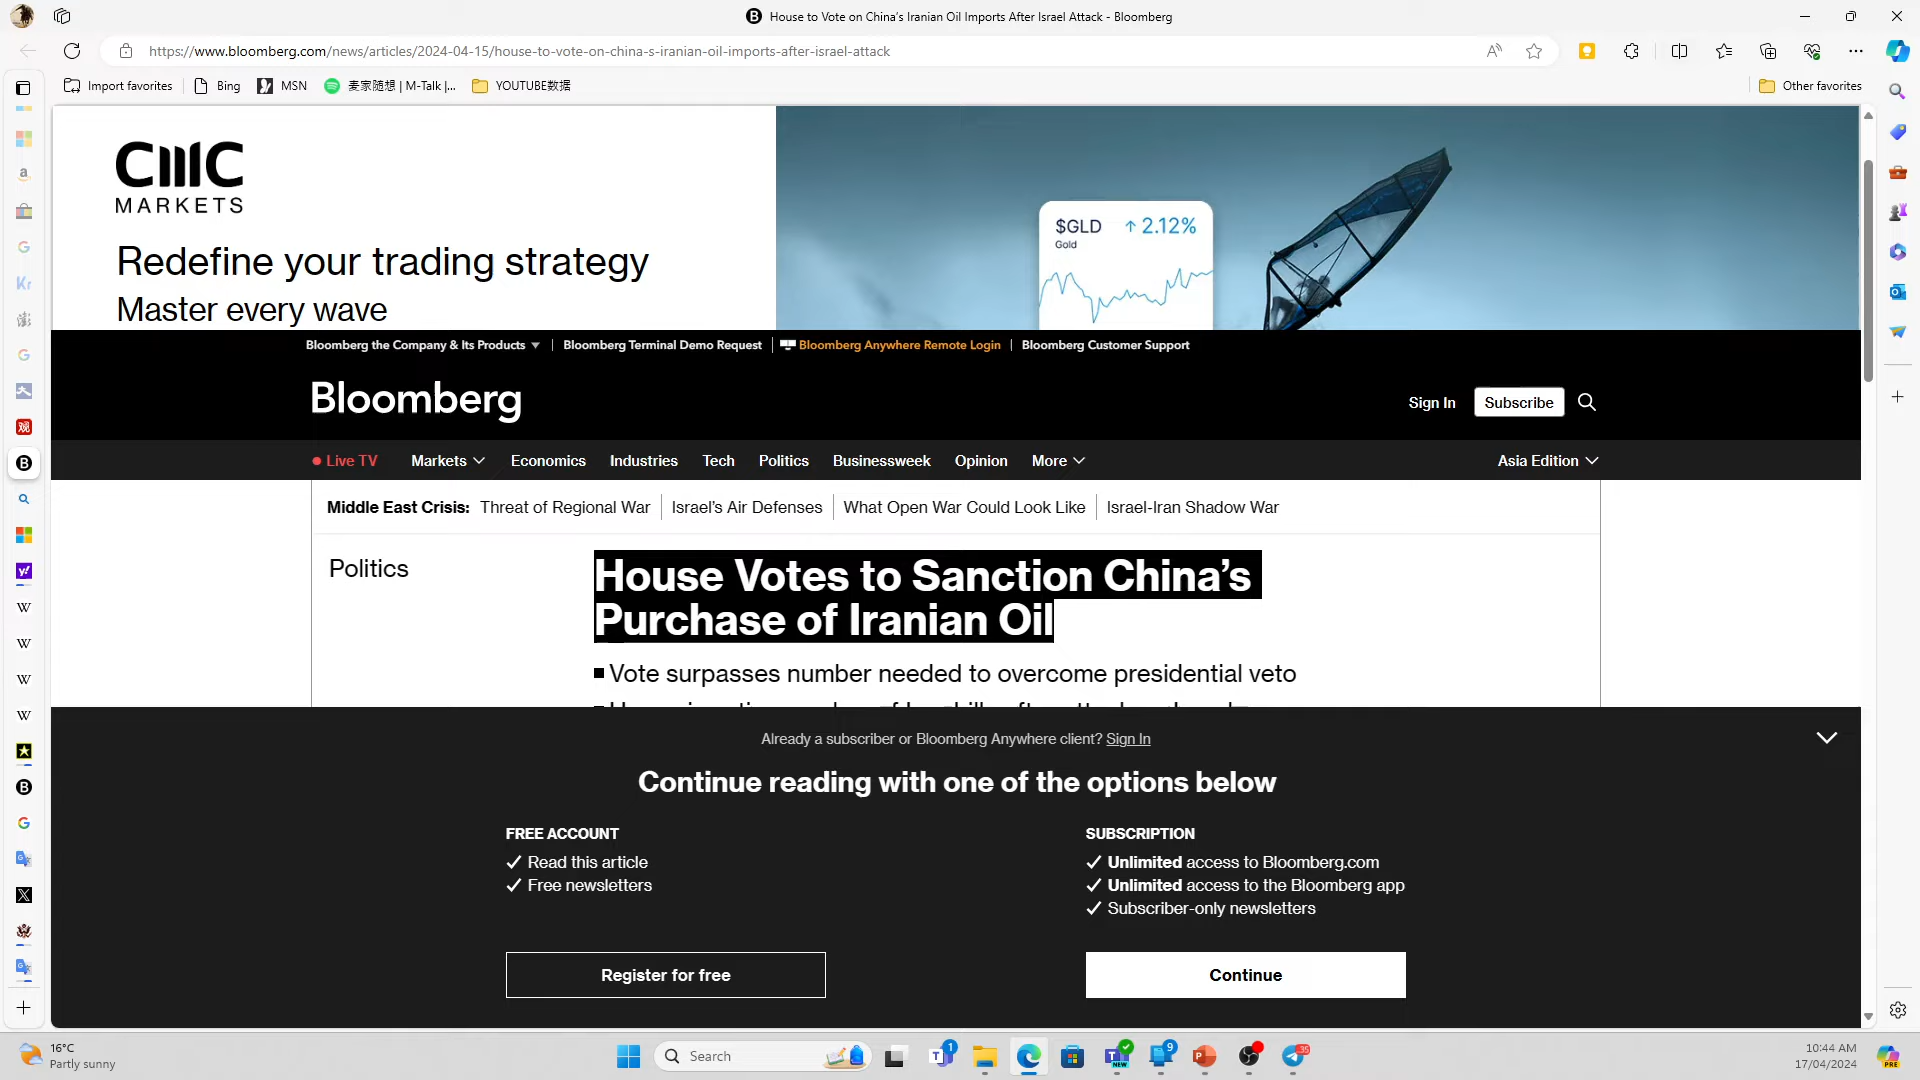 House to Vote on China's Iranian Oil Imports After Israel Attack - Bloomberg
https://www.bloomberg.com/news/articles/2024-04-15/house-to-vote-on-china-s-iranian-oil-imports-after-israel-attack
Import favorites Bing MSN 麦家随想 | M-Talk |... YOUTUBE数据 Other favorites
CMC
MARKETS
Redefine your trading strategy
Master every wave
$GLD ↑ 2.12%
Gold
Bloomberg the Company & Its Products Bloomberg Terminal Demo Request Bloomberg Anywhere Remote Login Bloomberg Customer Support
Bloomberg
Sign In Subscribe
Live TV Markets Economics Industries Tech Politics Businessweek Opinion More Asia Edition
Middle East Crisis: Threat of Regional War Israel's Air Defenses What Open War Could Look Like Israel-Iran Shadow War
Politics
House Votes to Sanction China's
Purchase of Iranian Oil
Vote surpasses number needed to overcome presidential veto
Already a subscriber or Bloomberg Anywhere client? Sign In
Continue reading with one of the options below
FREE ACCOUNT
✓ Read this article
✓ Free newsletters
Register for free
SUBSCRIPTION
✓ Unlimited access to Bloomberg.com
✓ Unlimited access to the Bloomberg app
✓ Subscriber-only newsletters
Continue
16°C
Partly sunny
Search
10:44 AM
17/04/2024